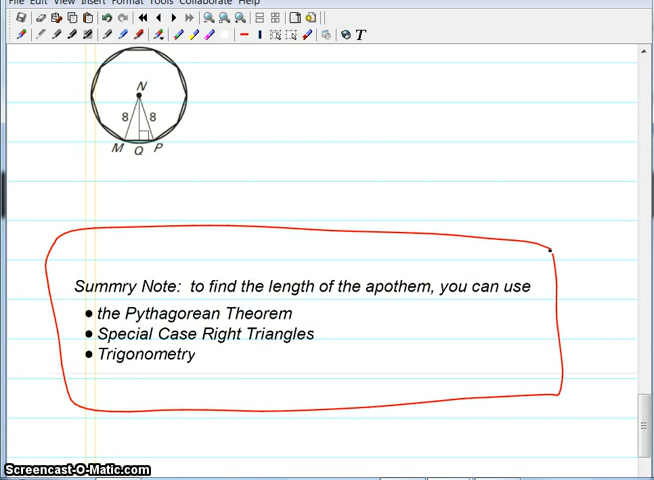 File Edit View Insert Format Tools Collaborate Help
T
N
8 8
M Q P
Summry Note: to find the length of the apothem, you can use
• the Pythagorean Theorem
• Special Case Right Triangles
• Trigonometry
Screencast-O-Matic.com